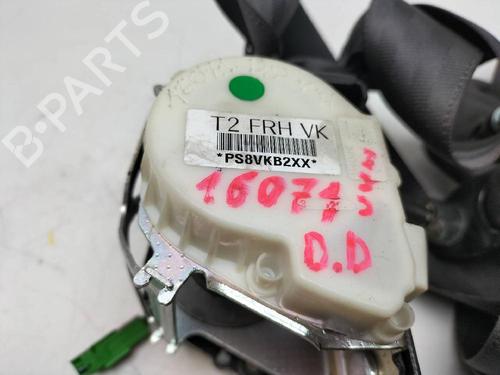 B-PARTS
T2 FRH VK
*PS8VKB2XX*
16071
D.D